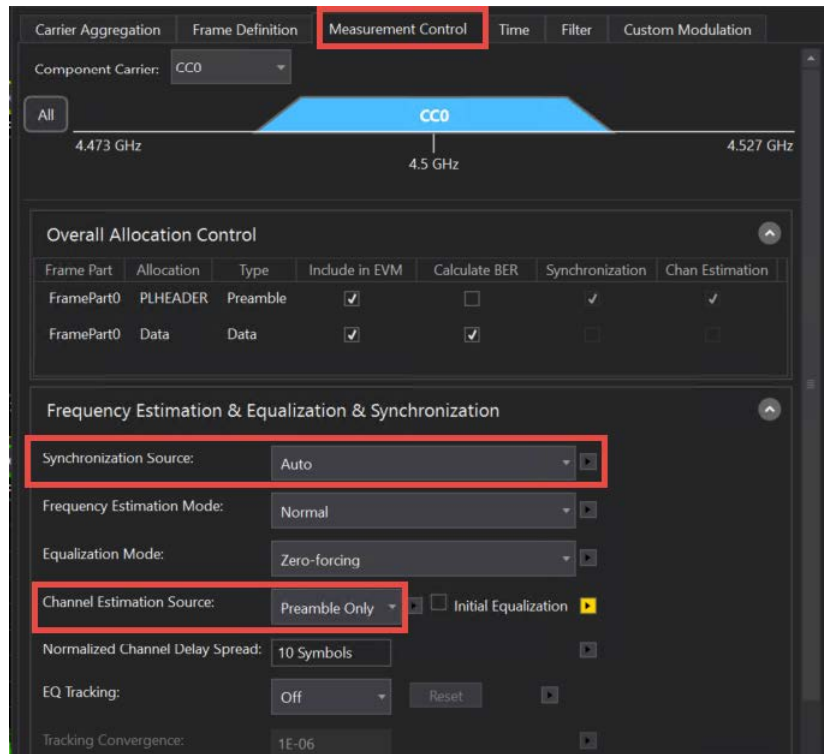 Carrier Aggregation Frame Definition Measurement Control Time Filter Custom Modulation
Component Carrier: CC0
All
CC0
4.473 GHz 4.527 GHz
4.5 GHz
Overall Allocation Control
Frame Part Allocation Type Include in EVM Calculate BER Synchronization Chan Estimation
FramePart0 PLHEADER Preamble
FramePart0 Data Data
Frequency Estimation & Equalization & Synchronization
Synchronization Source: Auto
Frequency Estimation Mode: Normal
Equalization Mode: Zero-forcing
Channel Estimation Source: Preamble Only Initial Equalization
Normalized Channel Delay Spread: 10 Symbols
EQ Tracking: Off Reset
Tracking Convergence: 1E-06